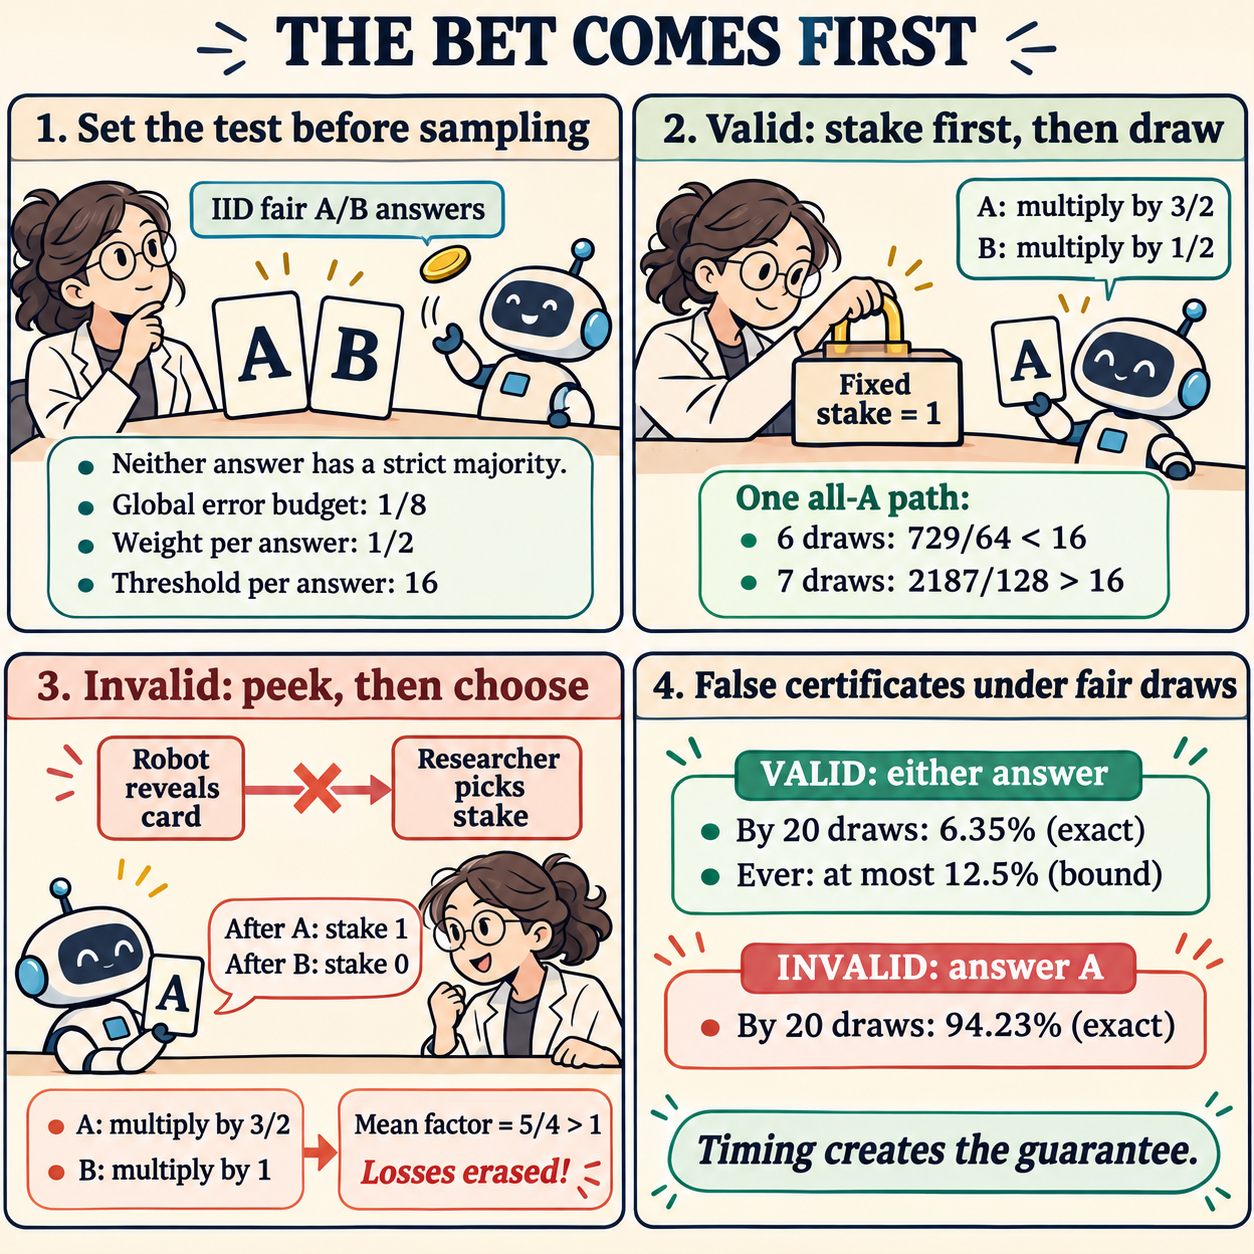 THE BET COMES FIRST
1. Set the test before sampling
IID fair A/B answers
A
B
• Neither answer has a strict majority.
• Global error budget: 1/8
• Weight per answer: 1/2
• Threshold per answer: 16
2. Valid: stake first, then draw
A: multiply by 3/2
B: multiply by 1/2
A
Fixed
stake = 1
One all-A path:
• 6 draws: 729/64 < 16
• 7 draws: 2187/128 > 16
3. Invalid: peek, then choose
Robot
reveals
card
Researcher
picks
stake
After A: stake 1
After B: stake 0
A
• A: multiply by 3/2
• B: multiply by 1
Mean factor = 5/4 > 1
Losses erased!
4. False certificates under fair draws
VALID: either answer
• By 20 draws: 6.35% (exact)
• Ever: at most 12.5% (bound)
INVALID: answer A
• By 20 draws: 94.23% (exact)
Timing creates the guarantee.